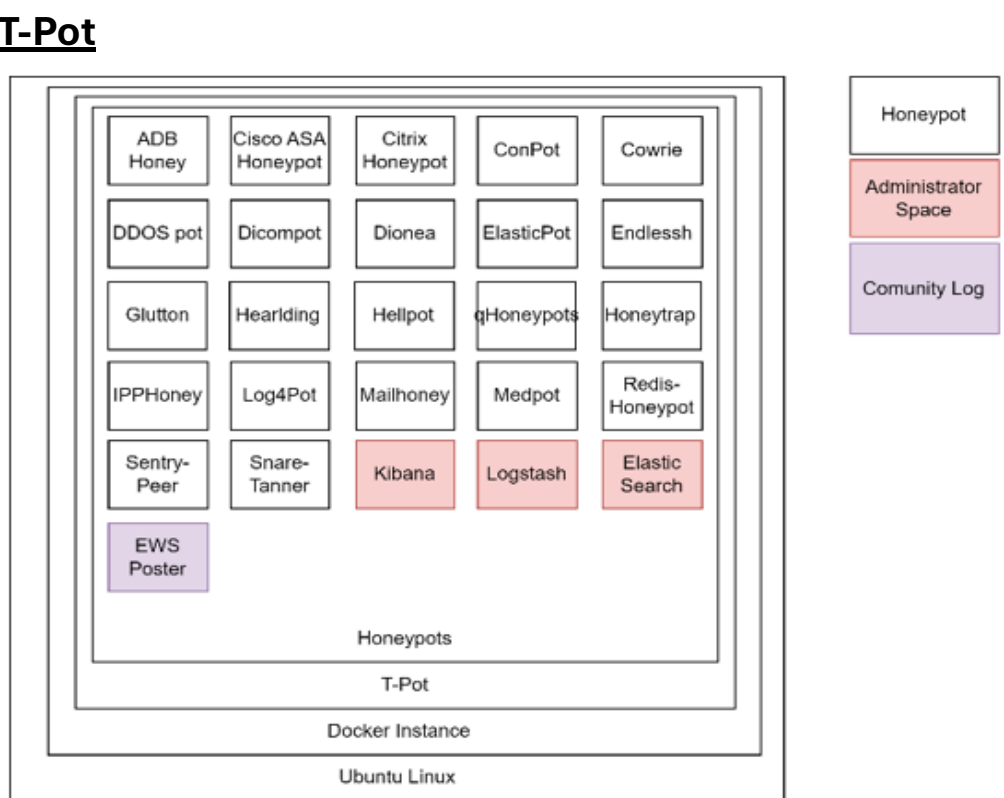 T-Pot
ADB
Honey
Cisco ASA
Honeypot
Citrix
Honeypot
ConPot
Cowrie
DDOS pot
Dicompot
Dionea
ElasticPot
Endlessh
Glutton
Hearlding
Hellpot
qHoneypots
Honeytrap
IPPHoney
Log4Pot
Mailhoney
Medpot
Redis-
Honeypot
Sentry-
Peer
Snare-
Tanner
Kibana
Logstash
Elastic
Search
EWS
Poster
Honeypots
T-Pot
Docker Instance
Ubuntu Linux
Honeypot
Administrator
Space
Comunity Log